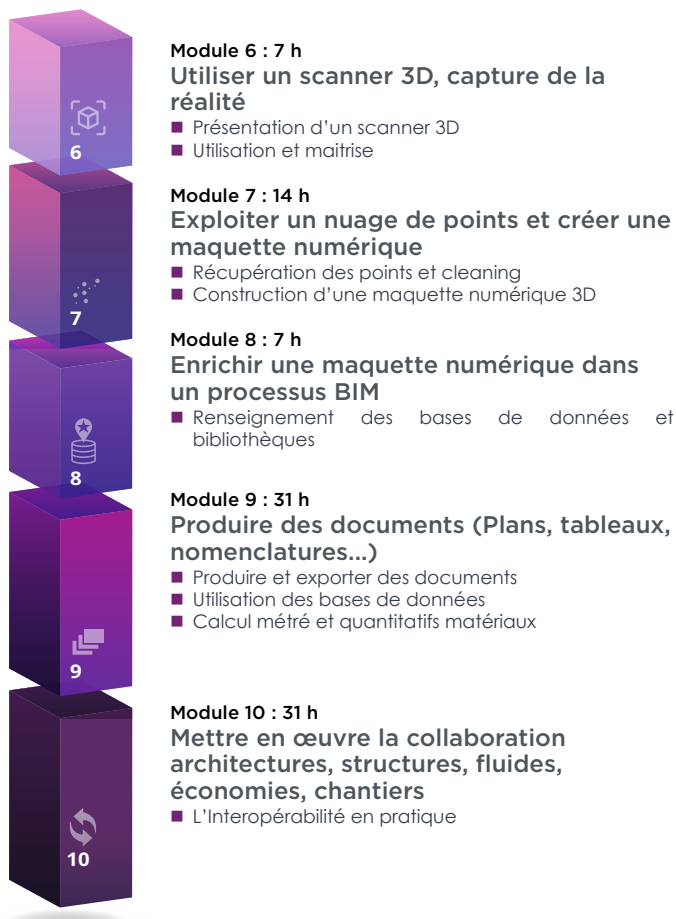 Module 6 : 7 h
Utiliser un scanner 3D, capture de la
réalité
■ Présentation d'un scanner 3D
■ Utilisation et maitrise
6
Module 7 : 14 h
Exploiter un nuage de points et créer une
maquette numérique
■ Récupération des points et cleaning
■ Construction d'une maquette numérique 3D
7
Module 8 : 7 h
Enrichir une maquette numérique dans
un processus BIM
■ Renseignement des bases de données et
bibliothèques
8
Module 9 : 31 h
Produire des documents (Plans, tableaux,
nomenclatures...)
■ Produire et exporter des documents
■ Utilisation des bases de données
■ Calcul métré et quantitatifs matériaux
9
Module 10 : 31 h
Mettre en œuvre la collaboration
architectures, structures, fluides,
économies, chantiers
■ L'Interopérabilité en pratique
10